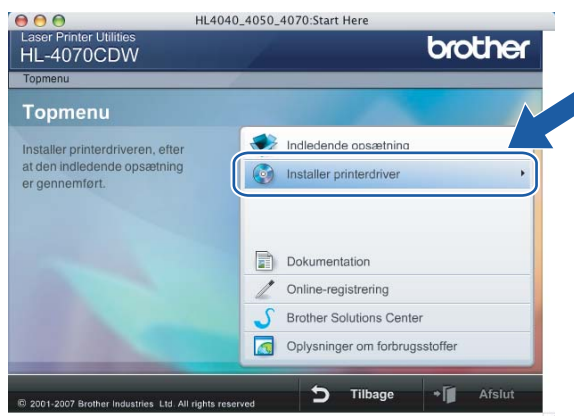 HL4040_4050_4070:Start Here
Laser Printer Utilities
HL-4070CDW
brother
Topmenu
Topmenu
Installer printerdriveren, efter
at den indledende opsætning
er gennemført.
Indledende opsætning
Installer printerdriver
Dokumentation
Online-registrering
Brother Solutions Center
Oplysninger om forbrugsstoffer
© 2001-2007 Brother Industries Ltd. All rights reserved
Tilbage
Afslut